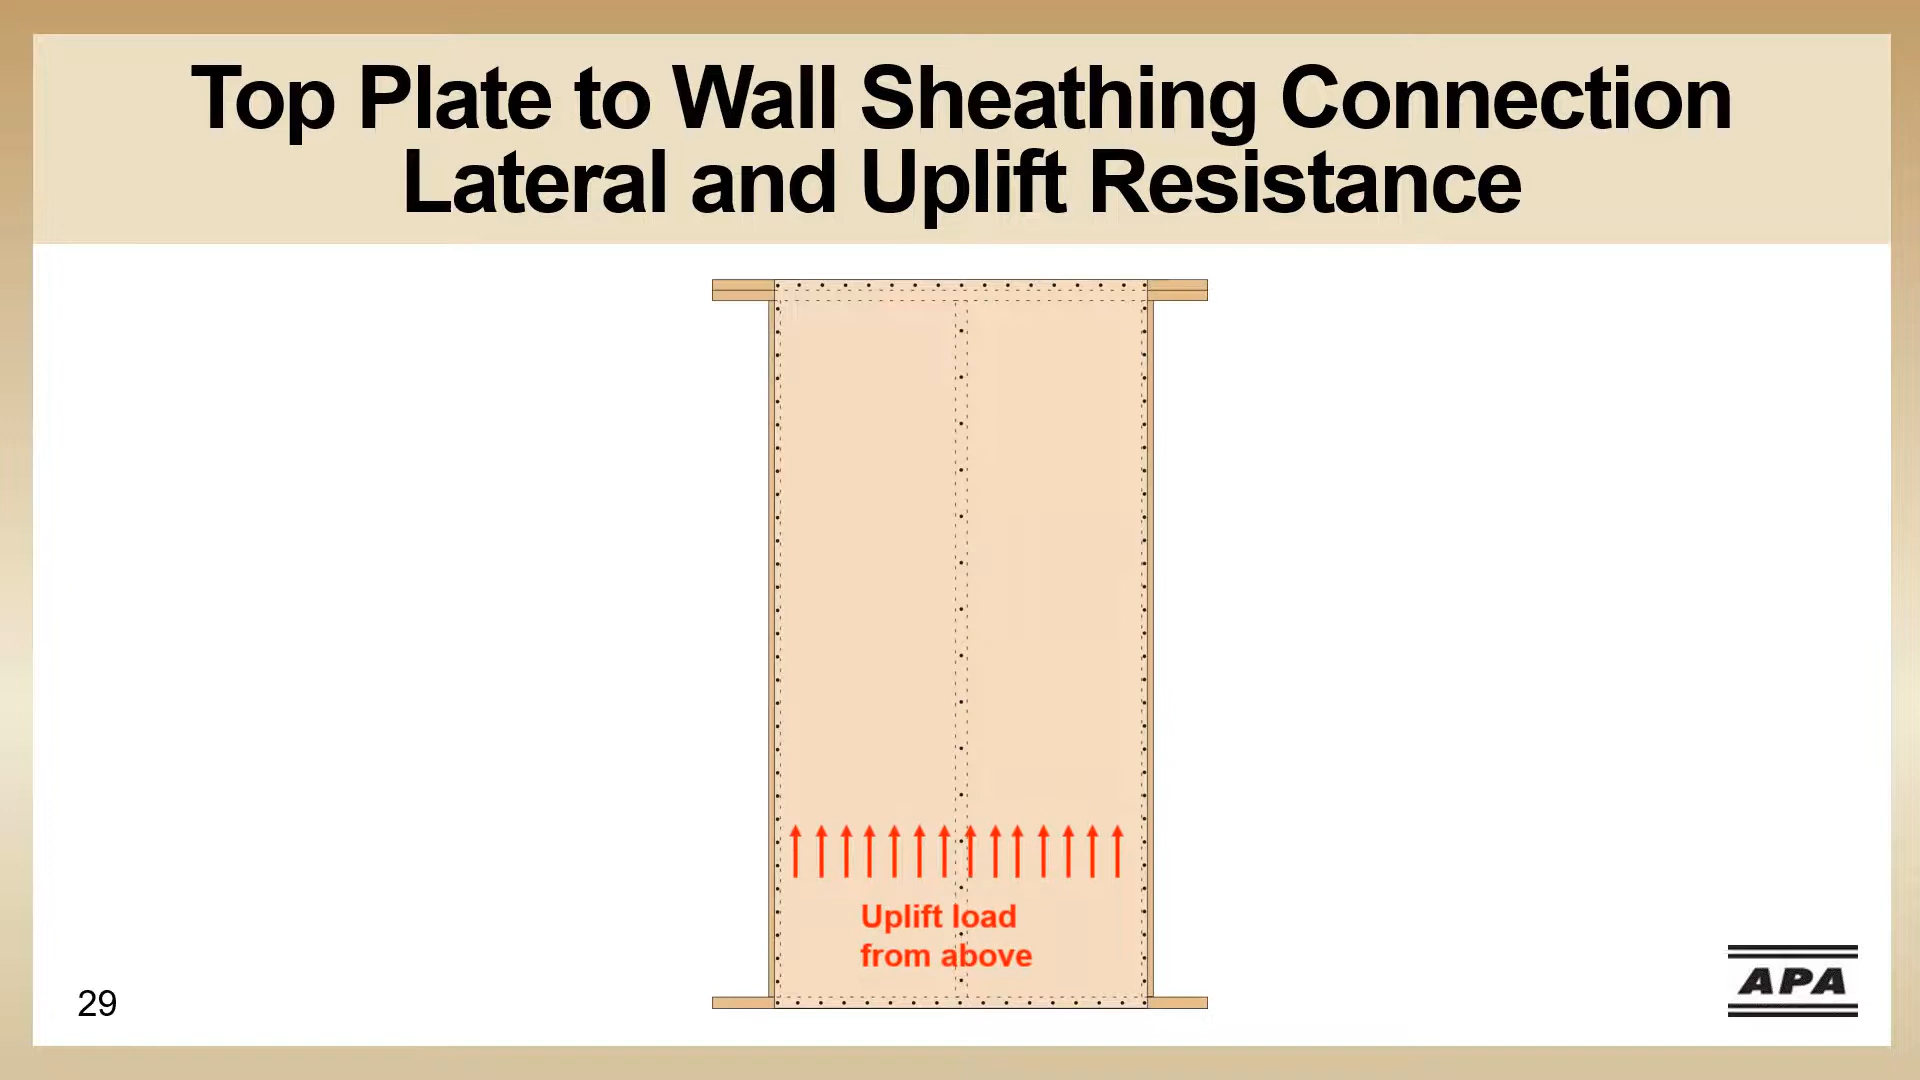 Top Plate to Wall Sheathing Connection
Lateral and Uplift Resistance
Uplift load
from above
29
APA